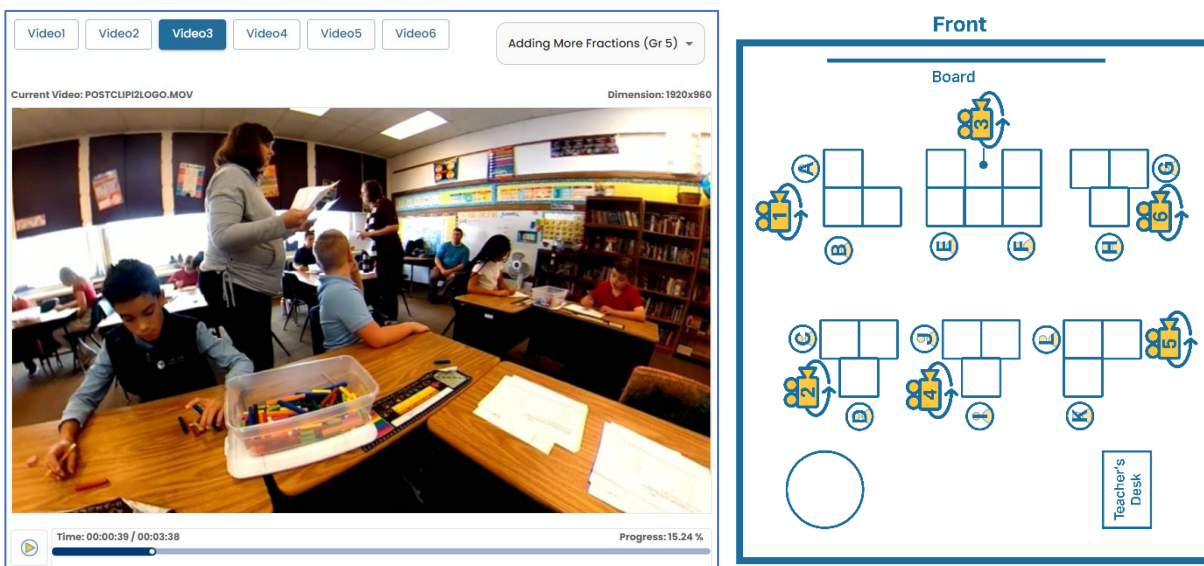 Video1
Video2
Video3
Video4
Video5
Video6
Adding More Fractions (Gr 5)
Current Video: POSTCLIP12LOGO.MOV
Dimension: 1920x960
Time: 00:00:39 / 00:03:38
Progress: 15.24 %
Front
Board
3
A
G
1
6
B
E
F
H
C
J
L
5
2
4
D
I
K
Teacher's
Desk